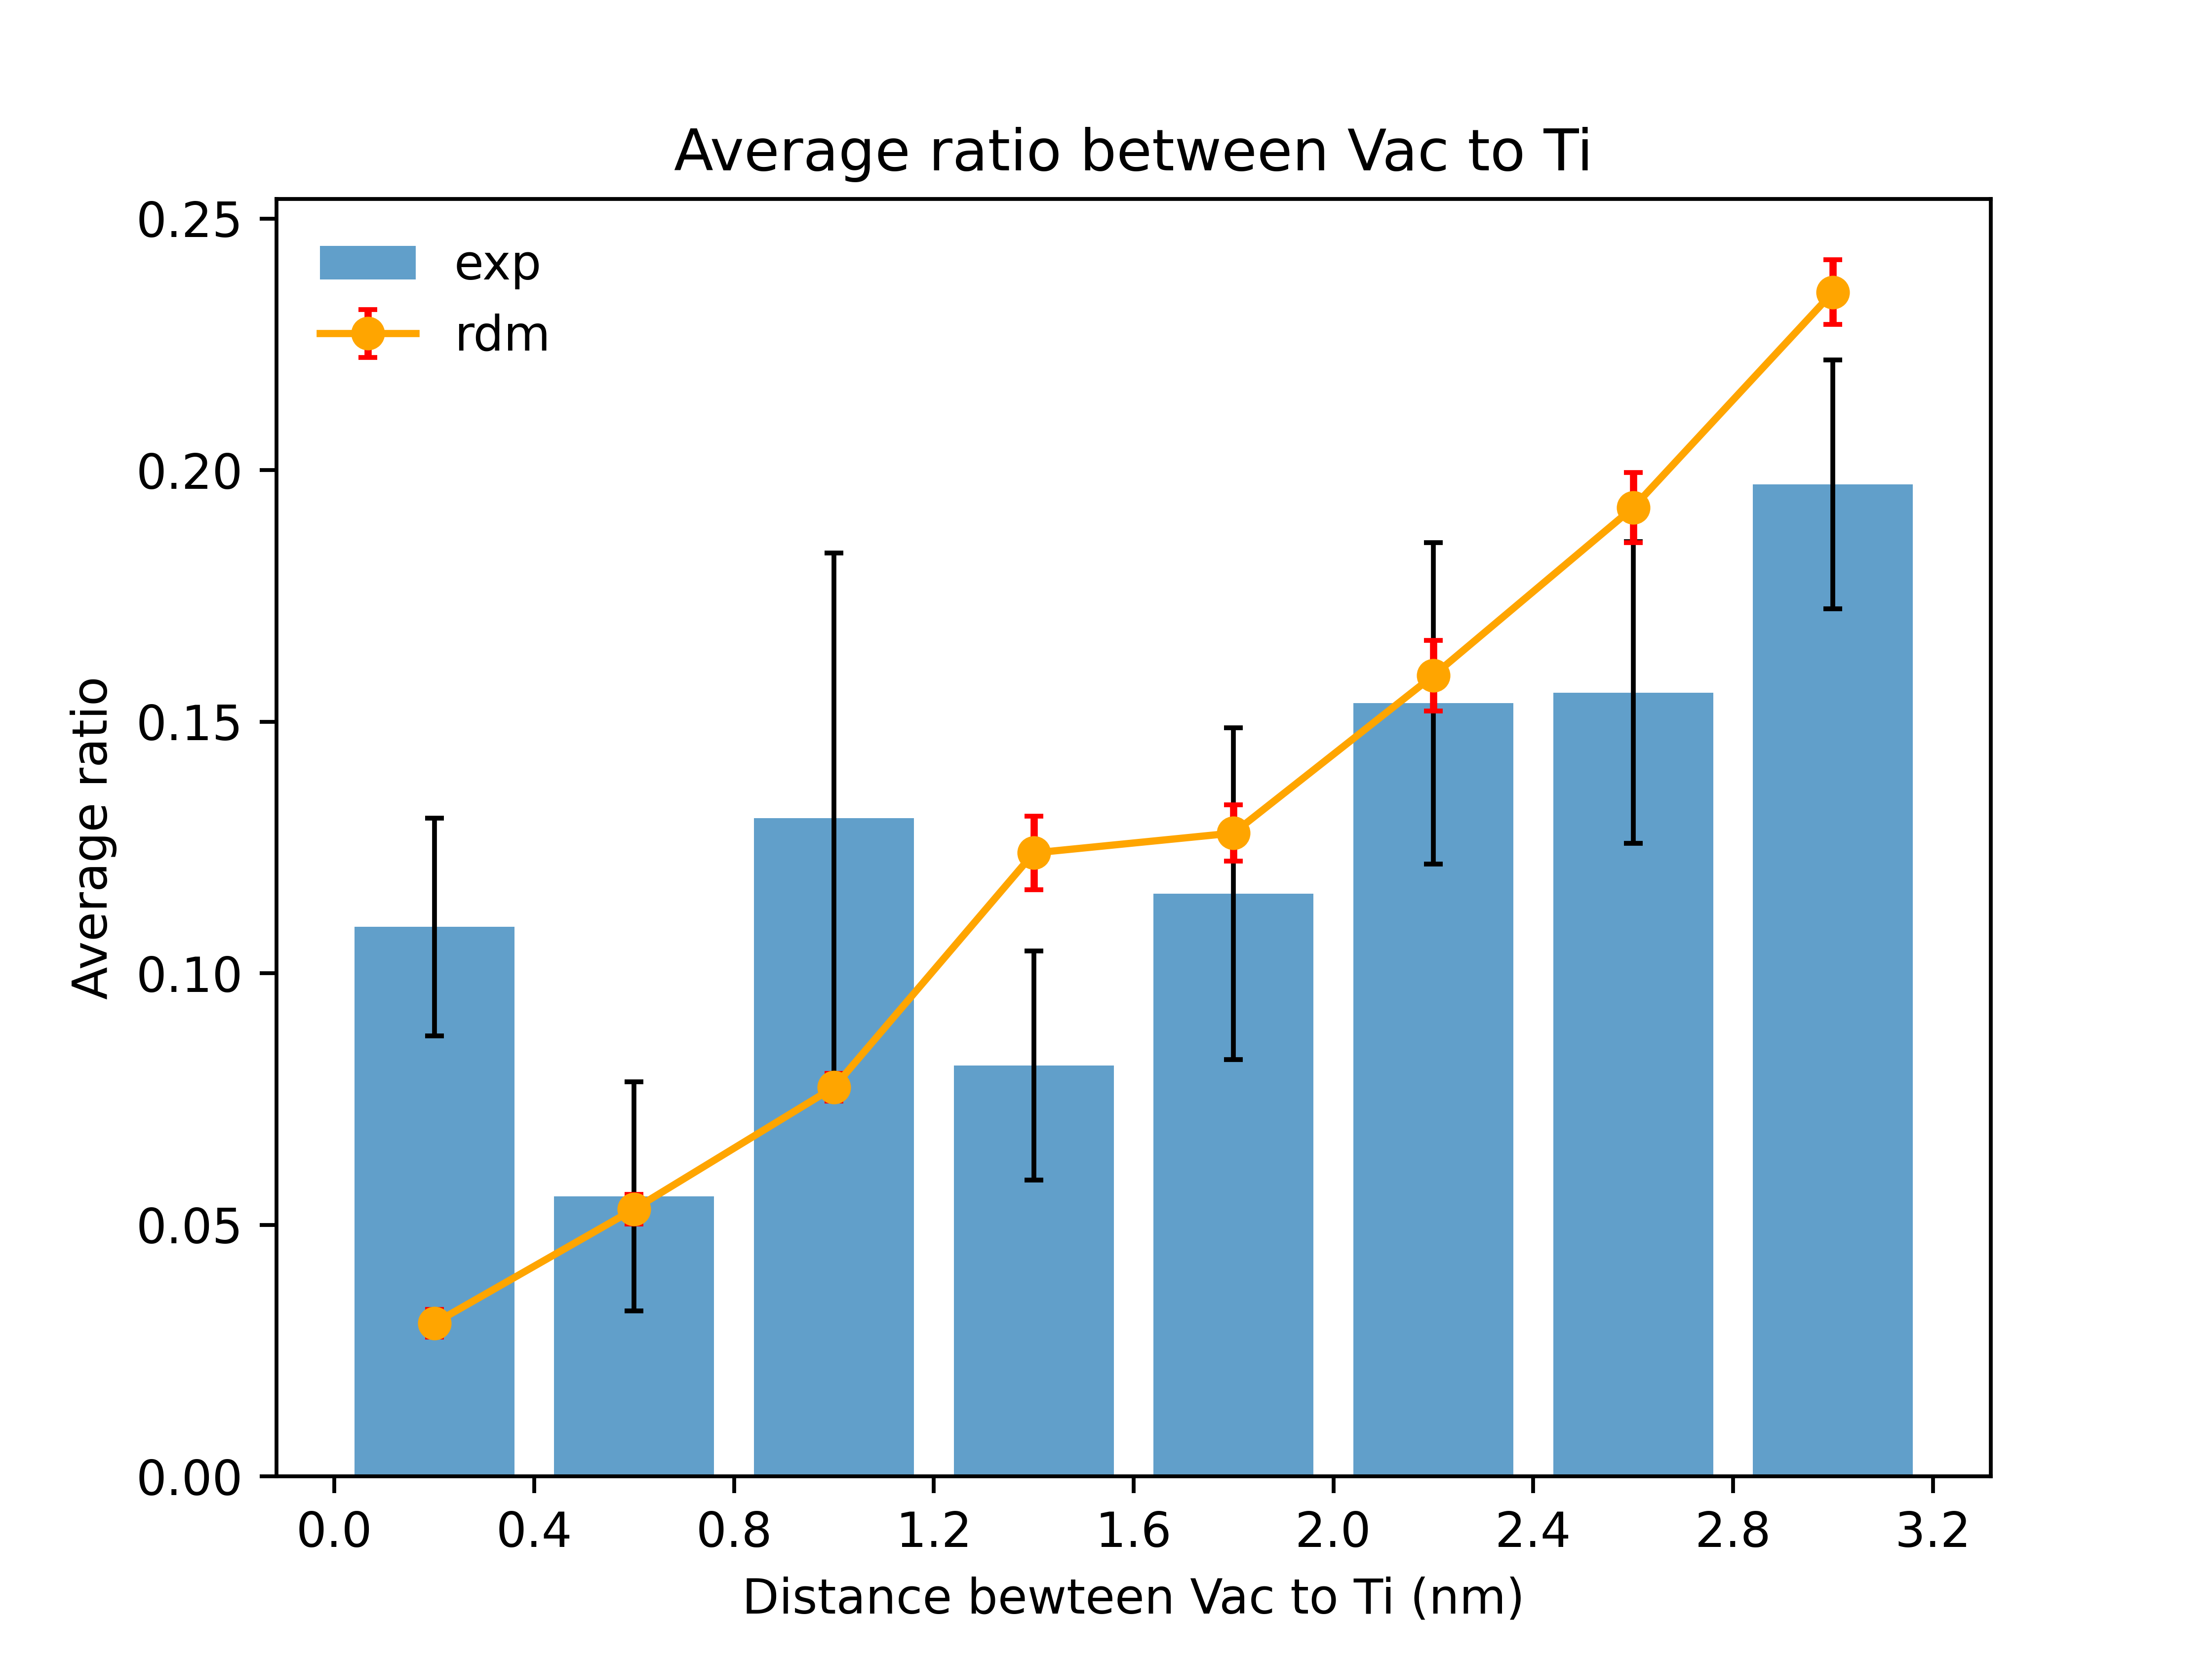 Average ratio between Vac to Ti
exp
rdm
Average ratio
0.25
0.20
0.15
0.10
0.05
0.00
0.0 0.4 0.8 1.2 1.6 2.0 2.4 2.8 3.2
Distance bewteen Vac to Ti (nm)